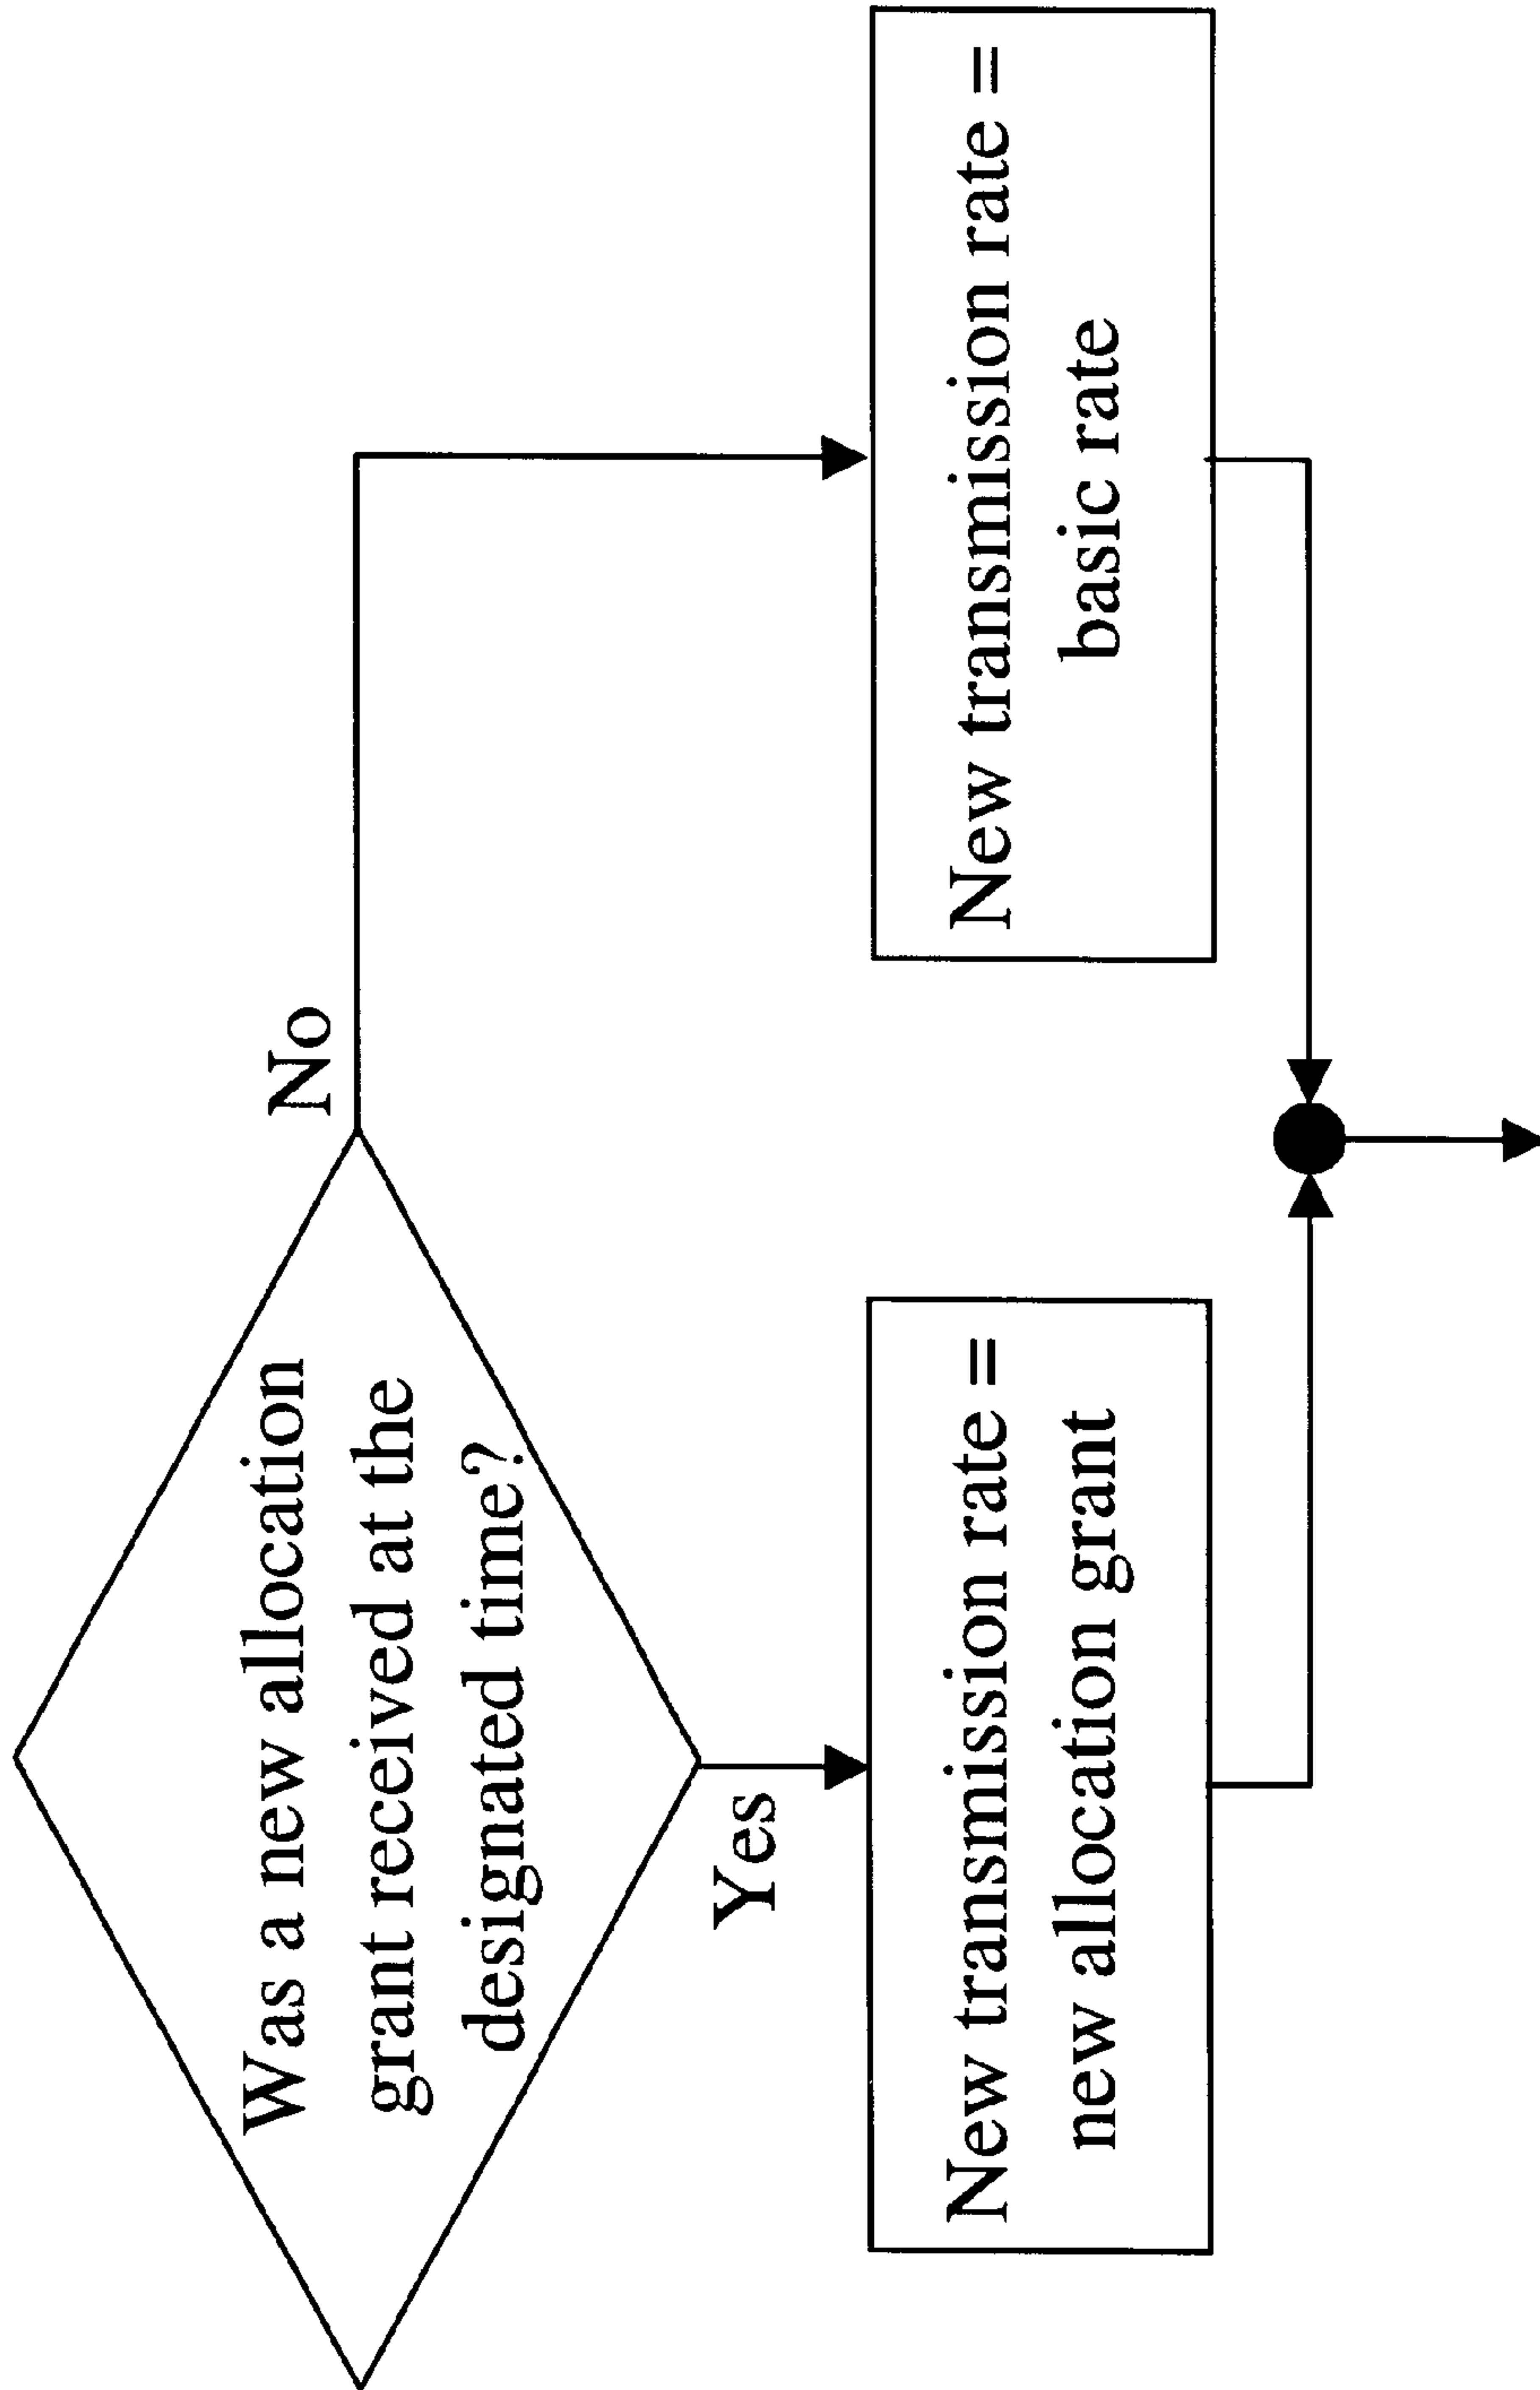 Was a new allocation
grant received at the
designated time?
No
Yes
New transmission rate =
new allocation grant
New transmission rate =
basic rate